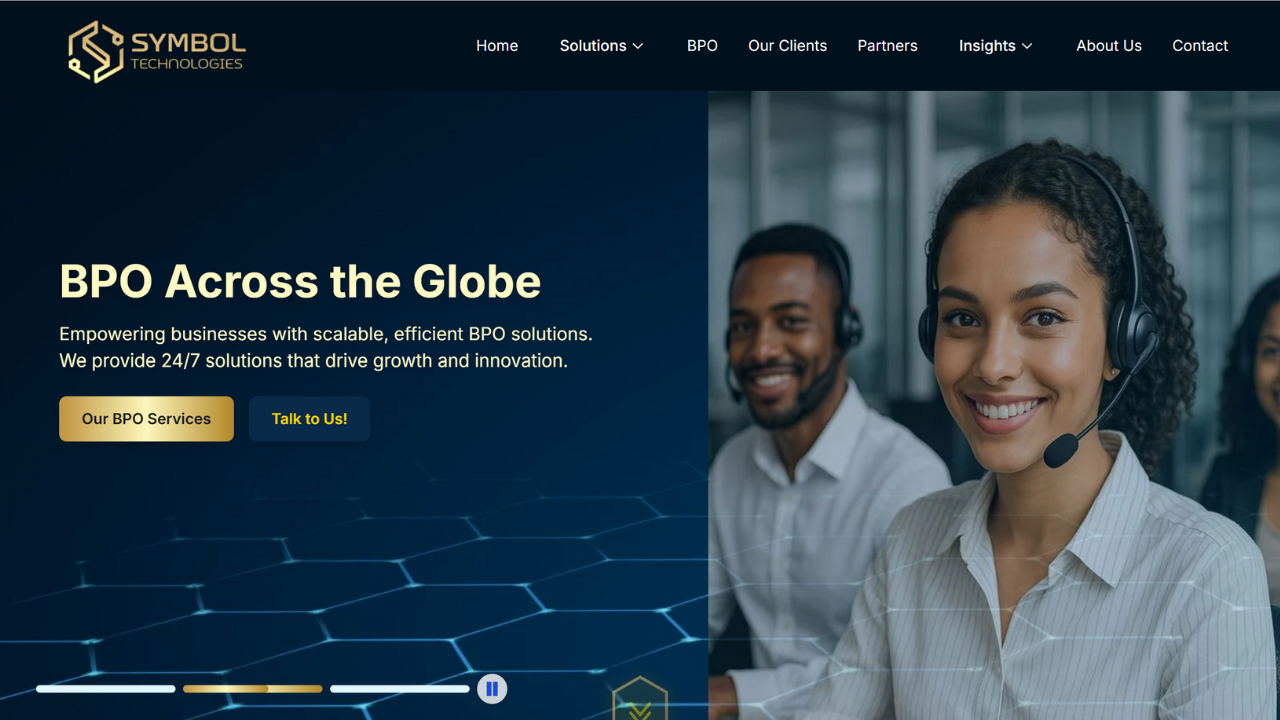 SYMBOL
TECHNOLOGIES
Home
Solutions
BPO
Our Clients
Partners
Insights
About Us
Contact
BPO Across the Globe
Empowering businesses with scalable, efficient BPO solutions.
We provide 24/7 solutions that drive growth and innovation.
Our BPO Services
Talk to Us!